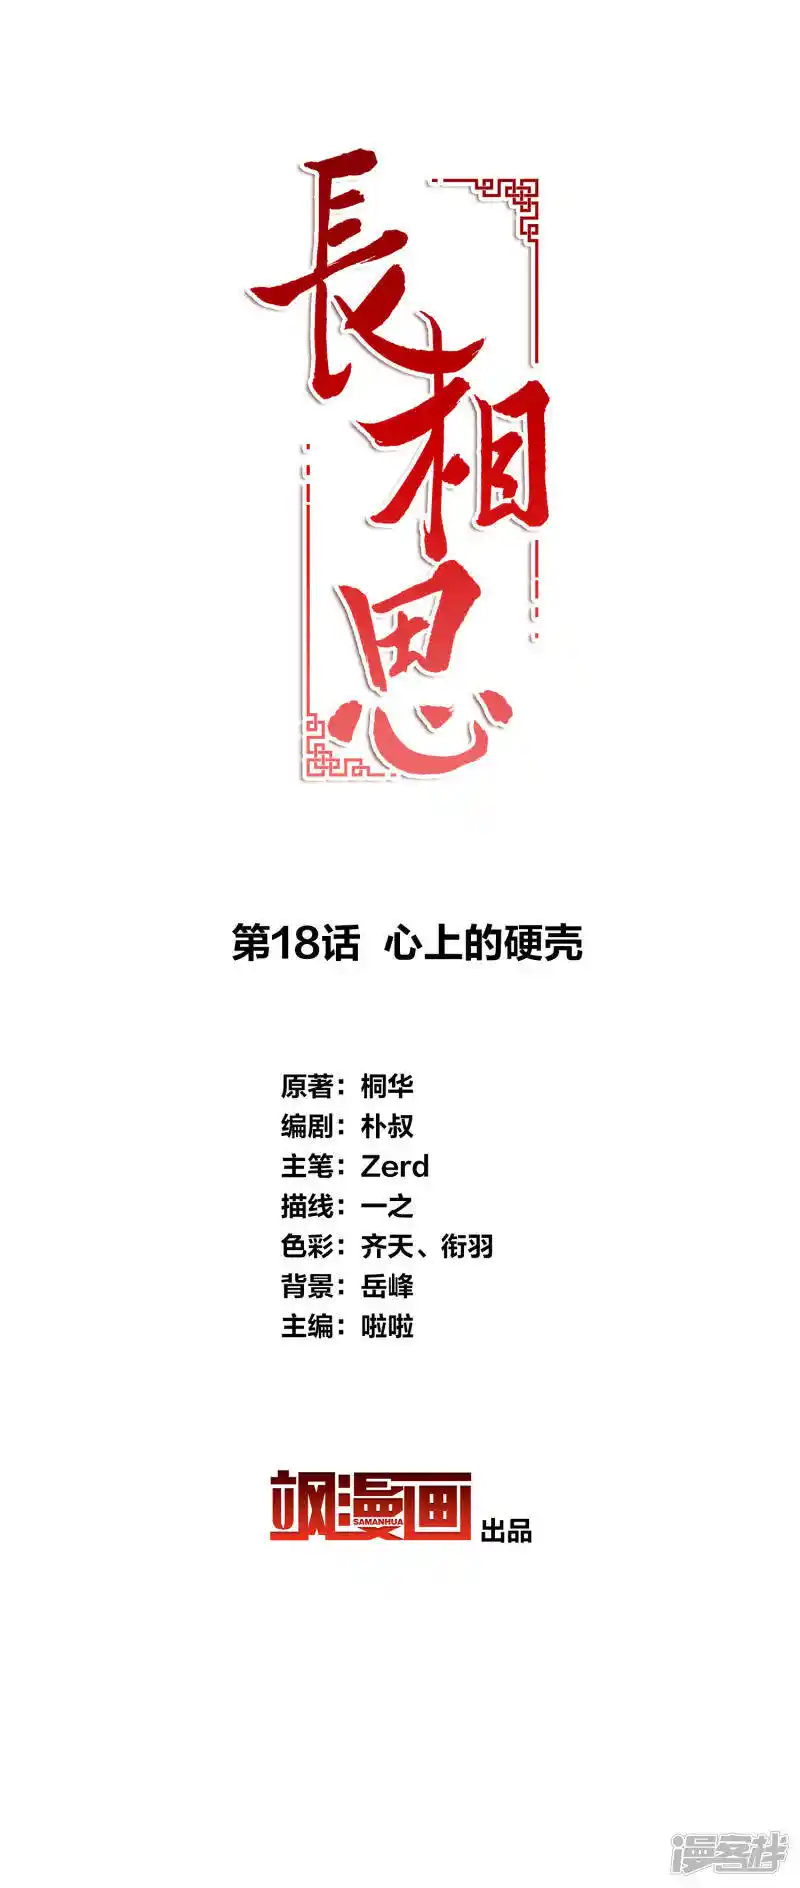 長相思
第18话 心上的硬壳
原著：桐华
编剧：朴叔
主笔：Zerd
描线：一之
色彩：齐天、衔羽
背景：岳峰
主编：啦啦
飒漫画 SAMANHUA 出品
漫客栈